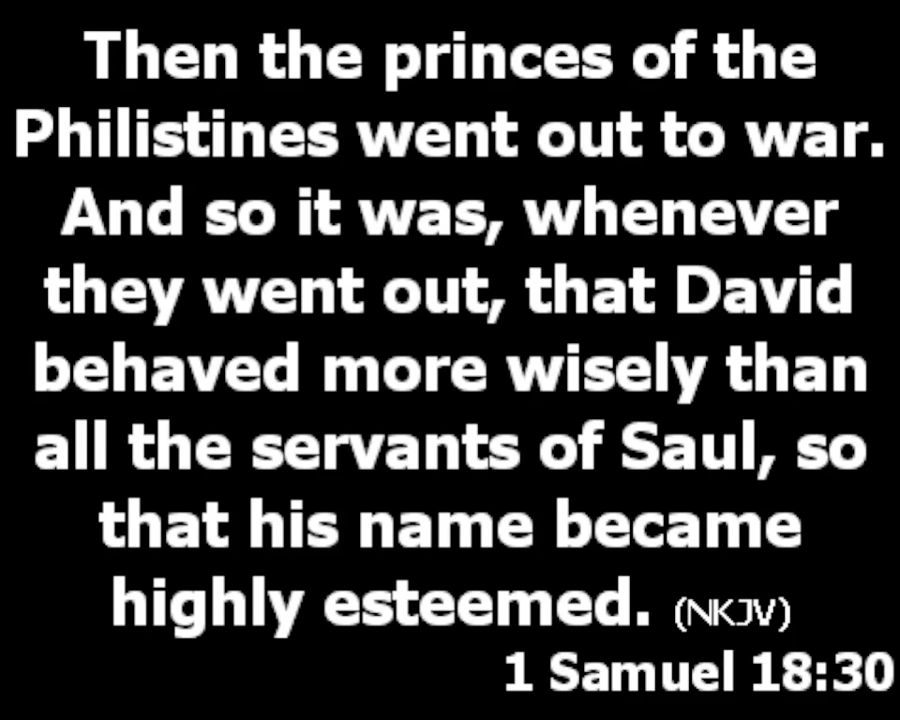 Then the princes of the
Philistines went out to war.
And so it was, whenever
they went out, that David
behaved more wisely than
all the servants of Saul, so
that his name became
highly esteemed. (NKJV)
1 Samuel 18:30